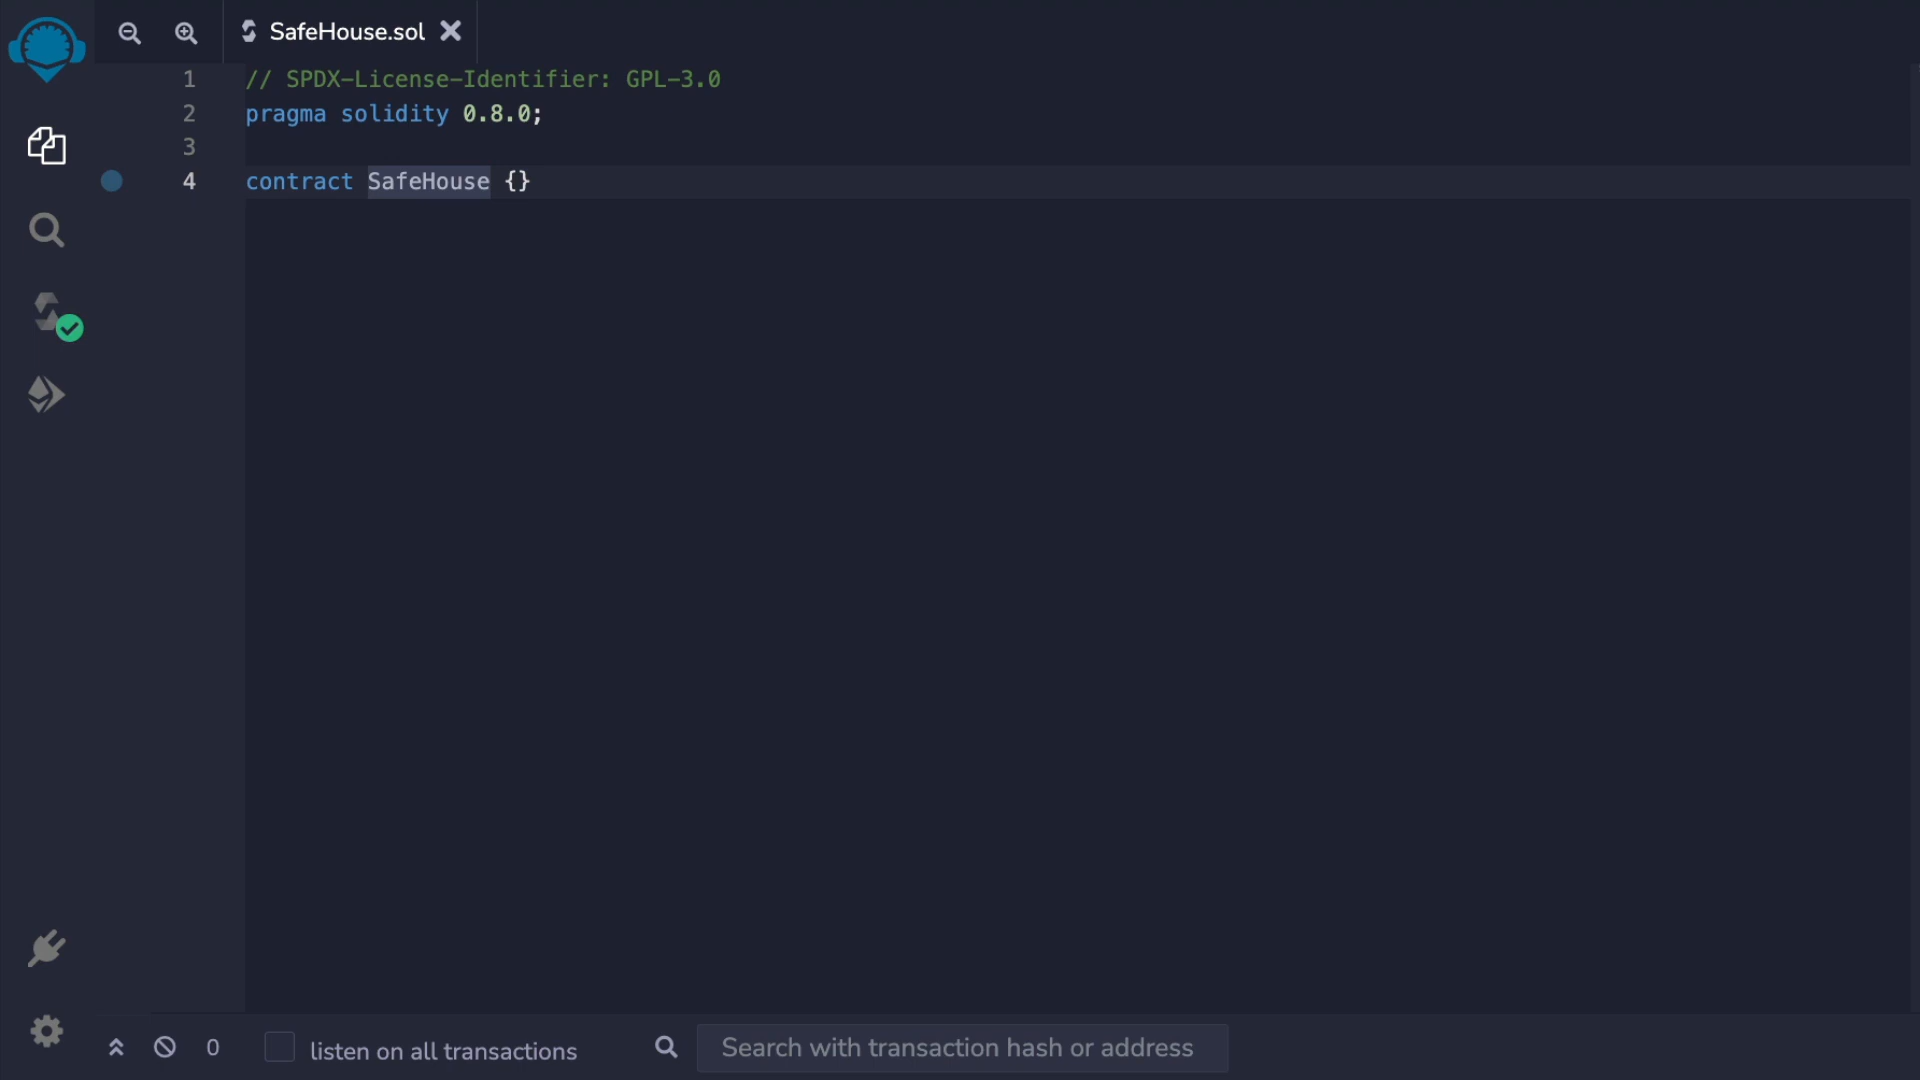 SafeHouse.sol
1 // SPDX-License-Identifier: GPL-3.0
2 pragma solidity 0.8.0;
3
4 contract SafeHouse {}
0 listen on all transactions Search with transaction hash or address